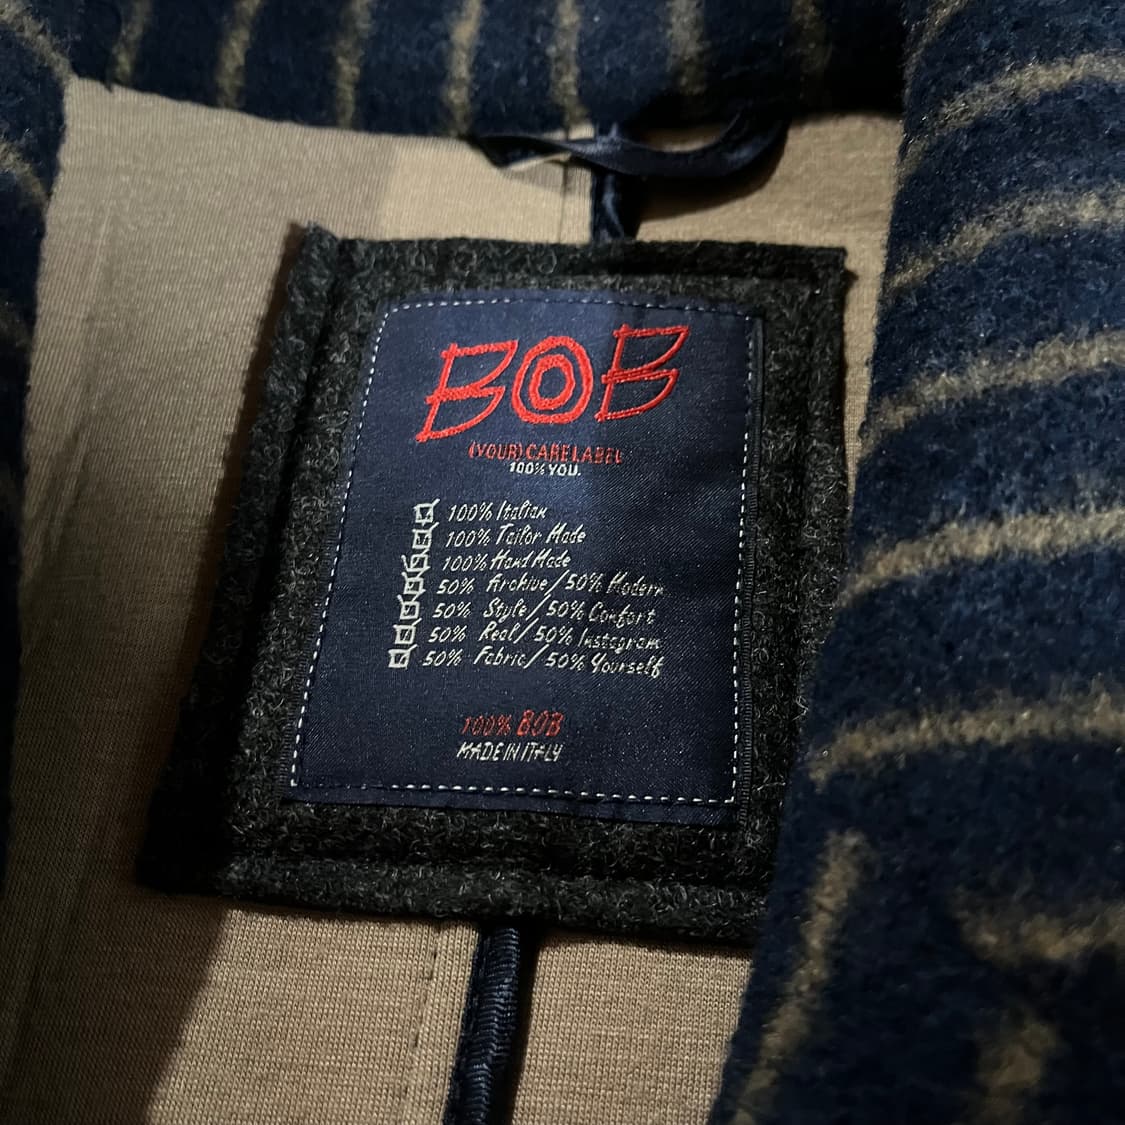 BOB
(YOUR) CARE LABEL
100% YOU.
100% Italian
100% Tailor Made
100% Hand Made
50% Archive/50% Modern
50% Style/50% Comfort
50% Real/50% Instagram
50% Fabric/50% Yourself
100% BOB
MADE IN ITALY